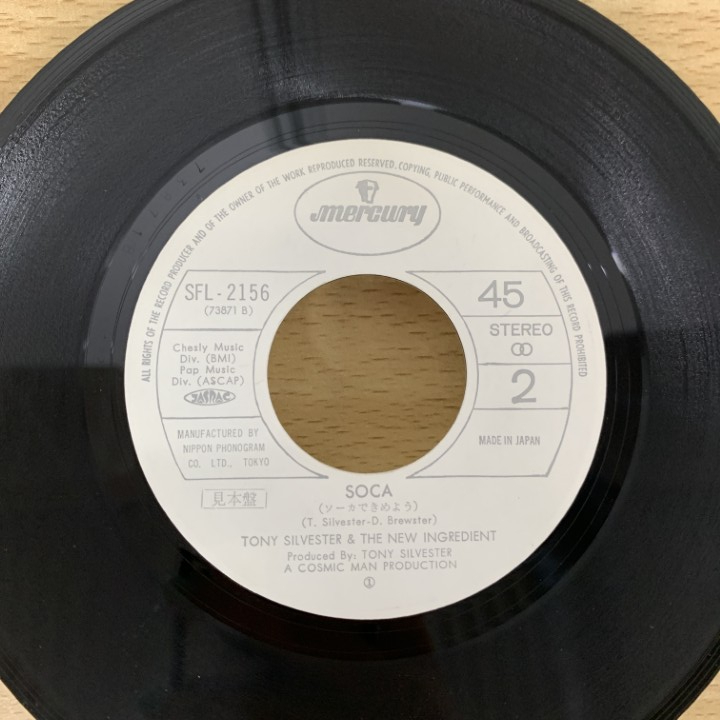 ALL RIGHTS OF THE RECORD PRODUCER AND OF THE OWNER OF THE WORK REPRODUCED RESERVED. COPYING, PUBLIC PERFORMANCE AND BROADCASTING OF THIS RECORD PROHIBITED
mercury
SFL-2156
(73871 B)
45
STEREO
2
Chesly Music
Div. (BMI)
Pap Music
Div. (ASCAP)
JASRAC
MANUFACTURED BY
NIPPON PHONOGRAM
CO. LTD., TOKYO
MADE IN JAPAN
見本盤
SOCA
(ソーカできめよう)
(T. Silvester-D. Brewster)
TONY SILVESTER & THE NEW INGREDIENT
Produced By: TONY SILVESTER
A COSMIC MAN PRODUCTION
①